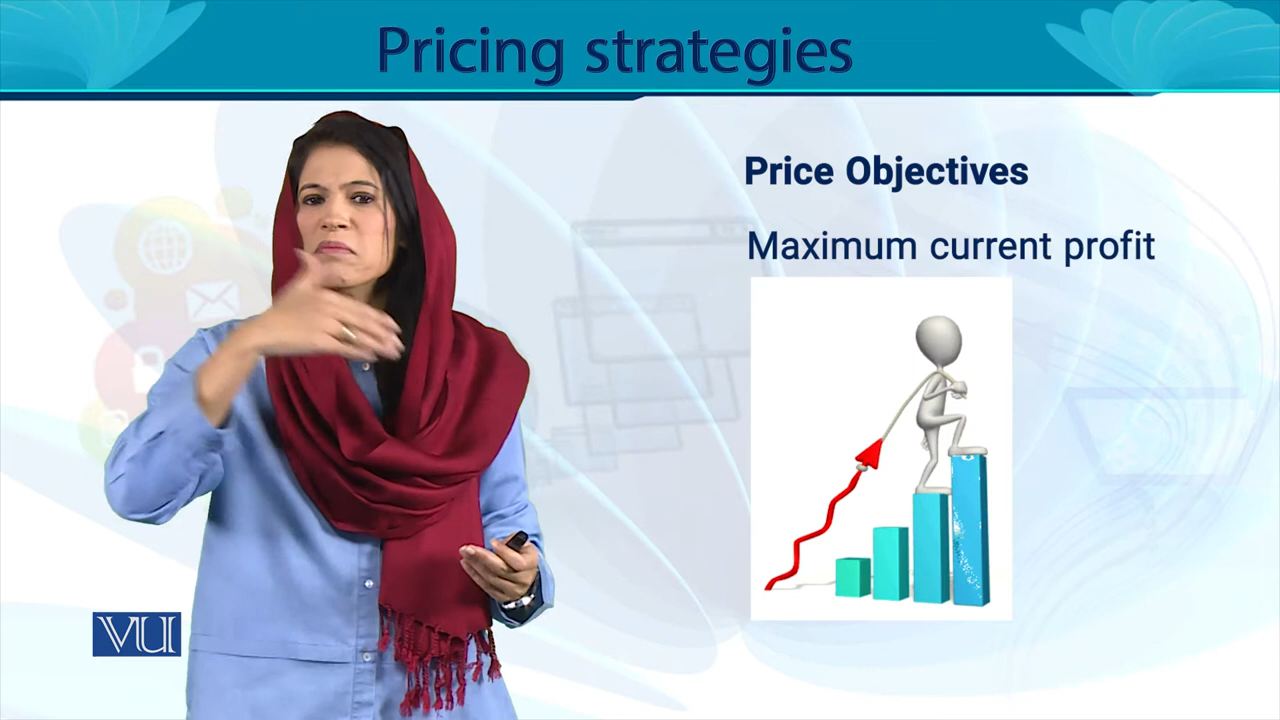 Pricing strategies
Price Objectives
Maximum current profit
VU